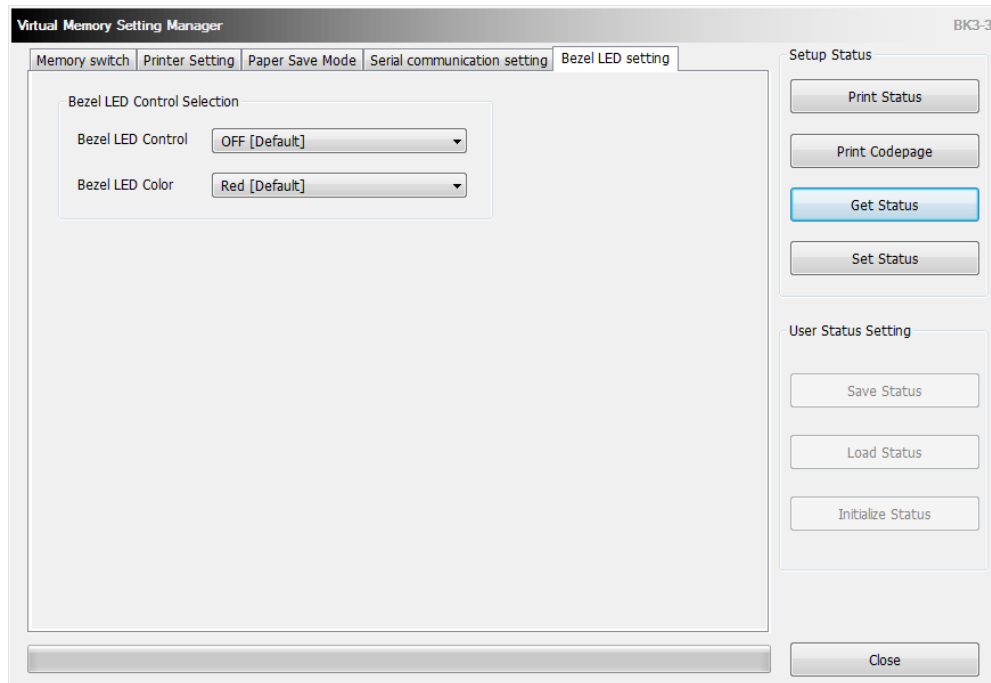 Virtual Memory Setting Manager
BK3-3
Memory switch
Printer Setting
Paper Save Mode
Serial communication setting
Bezel LED setting
Bezel LED Control Selection
Bezel LED Control
OFF [Default]
Bezel LED Color
Red [Default]
Setup Status
Print Status
Print Codepage
Get Status
Set Status
User Status Setting
Save Status
Load Status
Initialize Status
Close